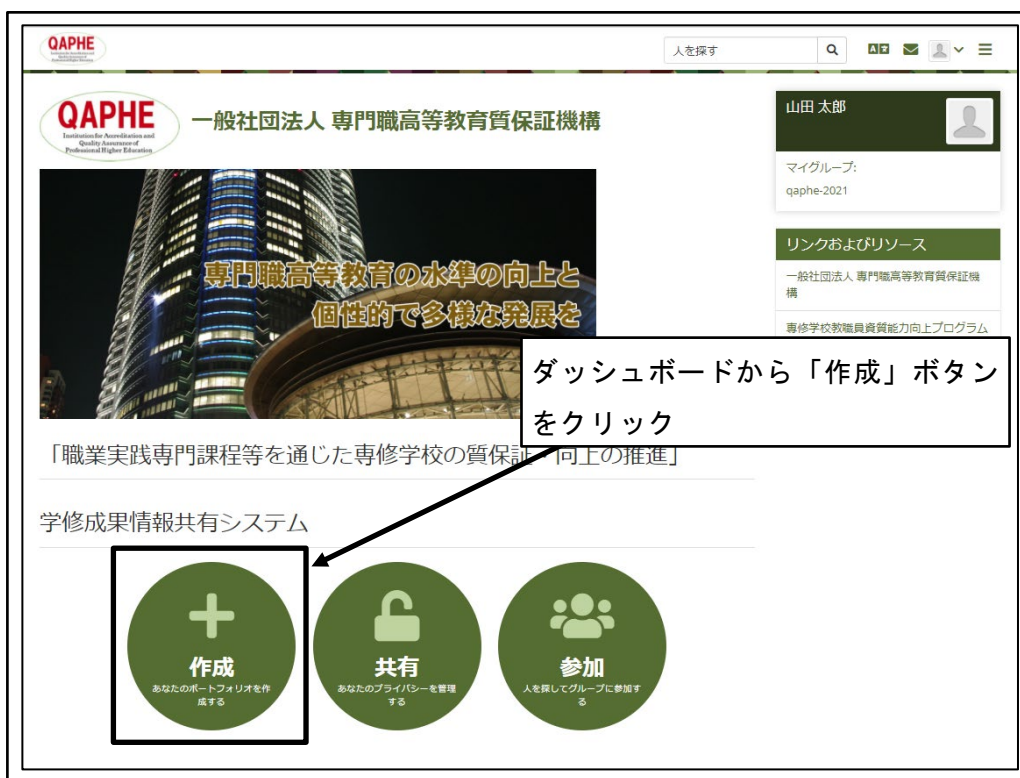 QAPHE
人を探す
QAPHE
Institution for Accreditation and
Quality Assurance of
Professional Higher Education
一般社団法人 専門職高等教育質保証機構
山田 太郎
マイグループ:
qaphe-2021
専門職高等教育の水準の向上と
個性的で多様な発展を
リンクおよびリソース
一般社団法人 専門職高等教育質保証機
構
専修学校教職員資質能力向上プログラム
ダッシュボードから「作成」ボタン
をクリック
「職業実践専門課程等を通じた専修学校の質保証・向上の推進」
学修成果情報共有システム
作成
あなたのポートフォリオを作
成する
共有
あなたのプライバシーを管理
する
参加
人を探してグループに参加す
る